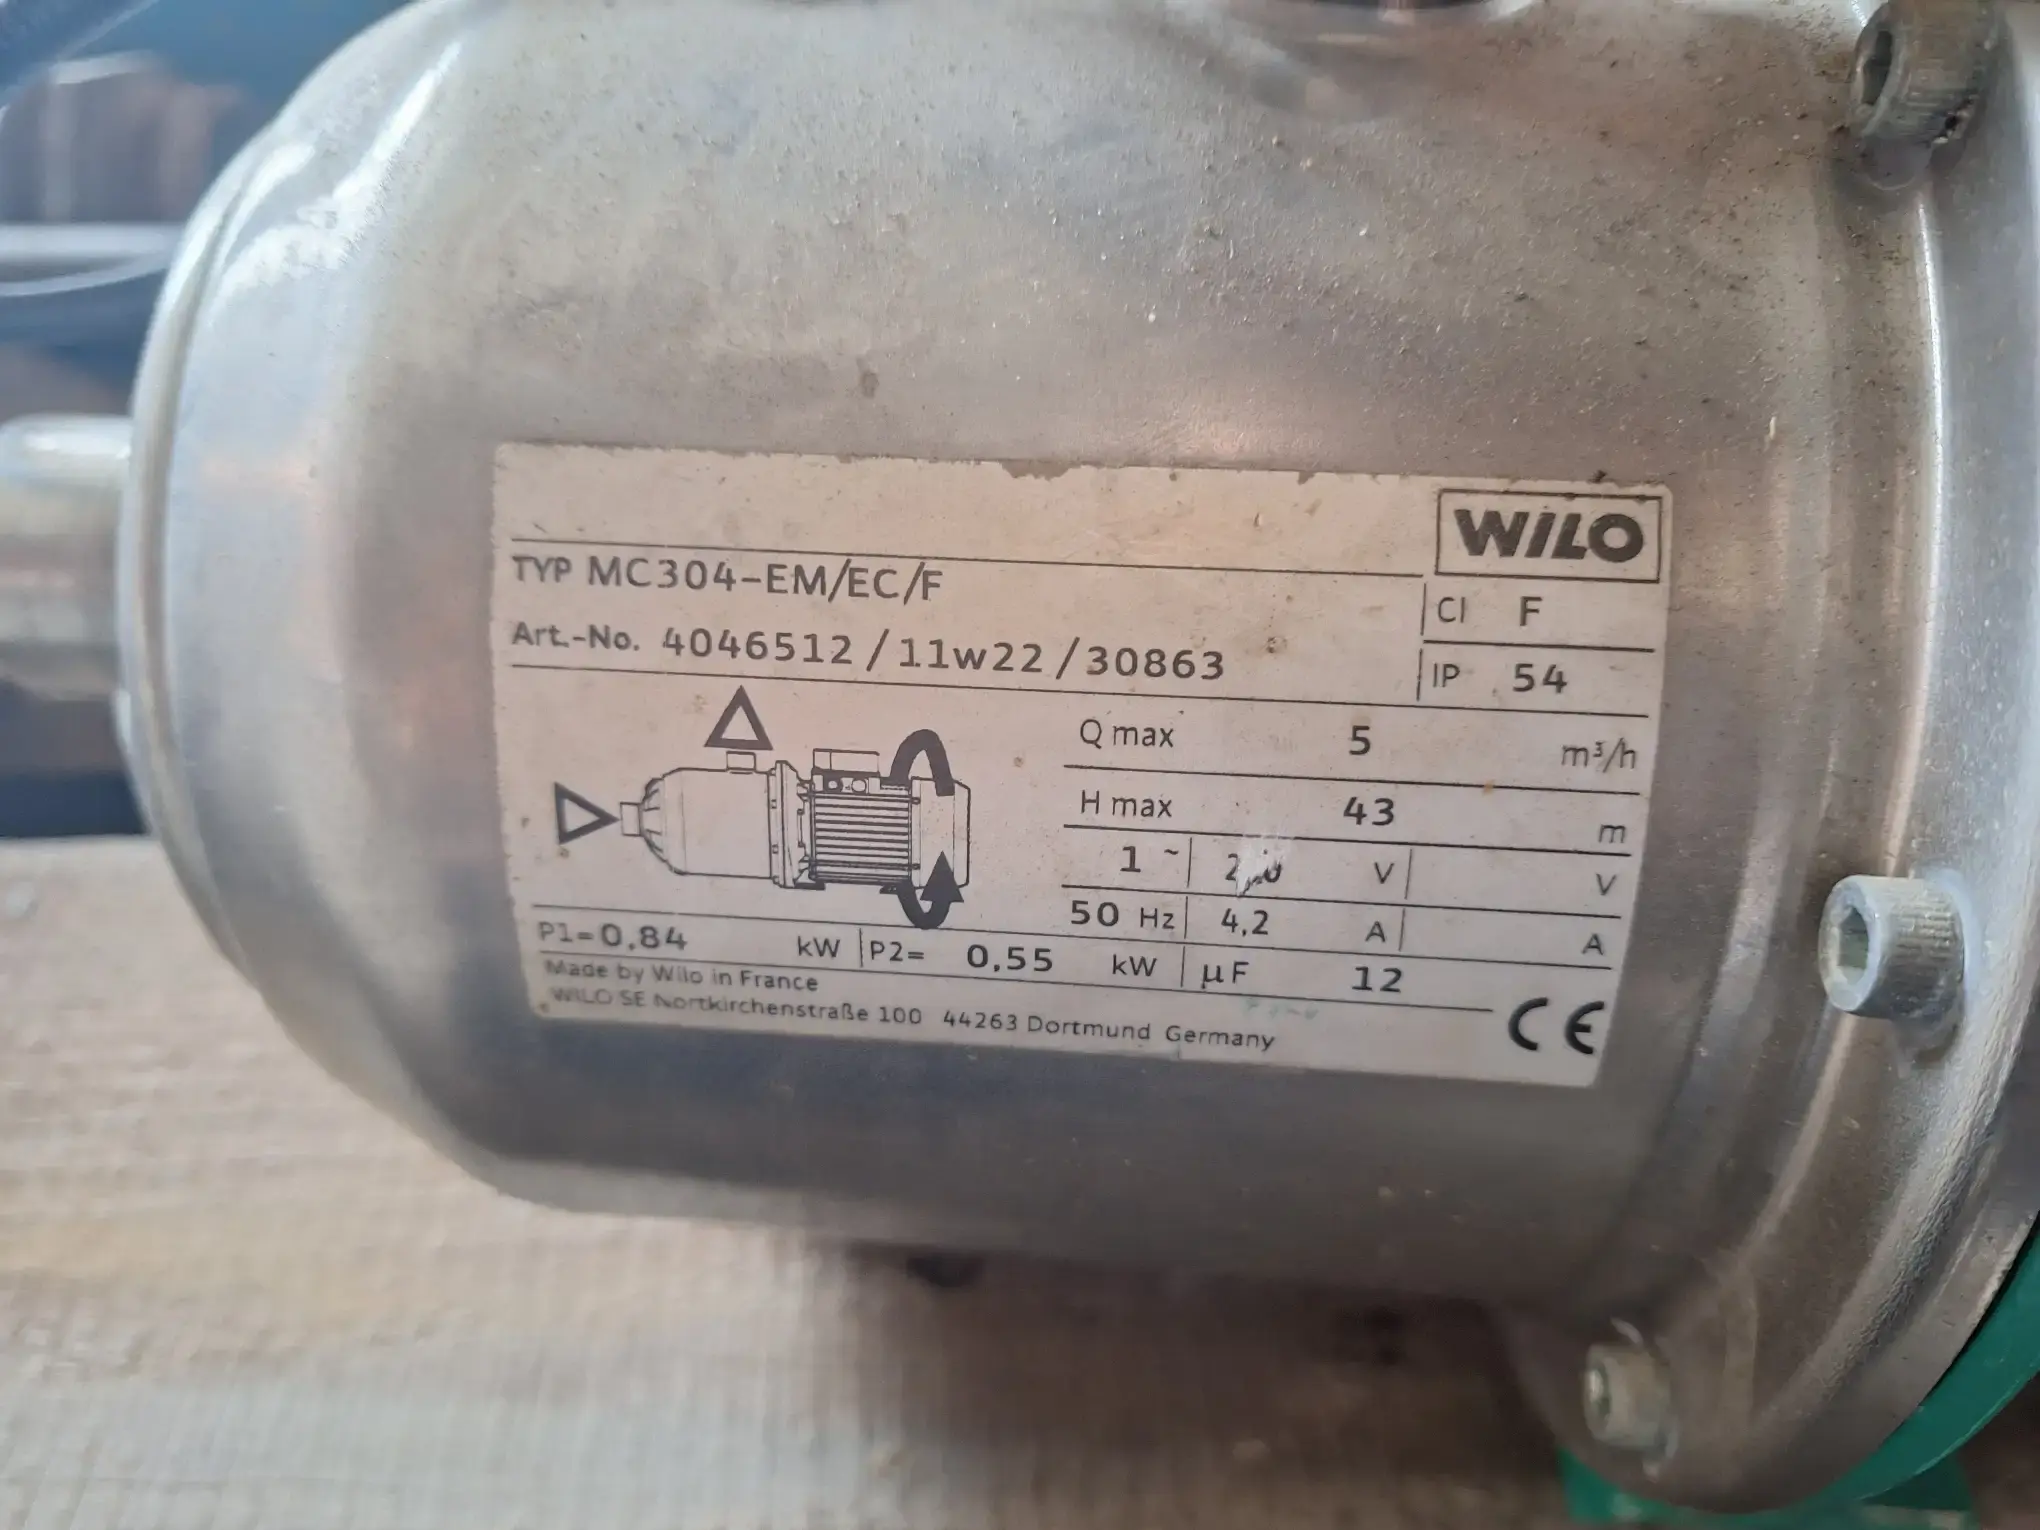 WILO
TYP MC304-EM/EC/F
Cl F
Art.-No. 4046512 / 11w22 / 30863
IP 54
Q max 5 m³/h
H max 43 m
1 ~ V V
50 Hz 4,2 A A
P1=0,84 kW P2= 0,55 kW µF 12
Made by Wilo in France
WILO SE Nortkirchenstraße 100 44263 Dortmund Germany
CE